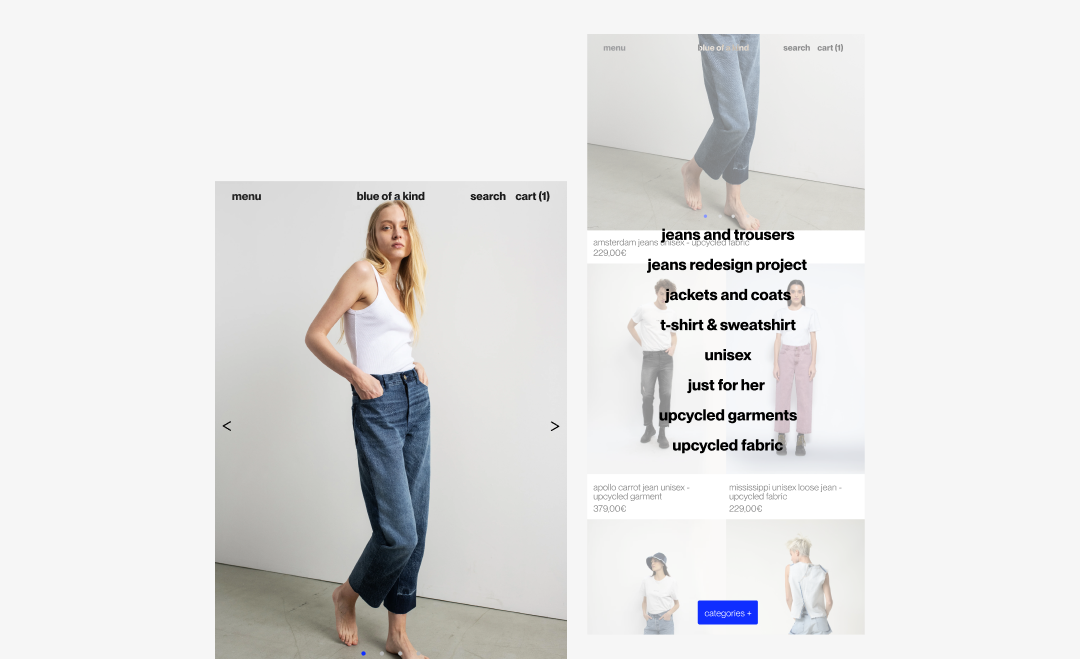 menu
blue of a kind
search
cart (1)
<
>
menu
blue of a kind
search
cart (1)
jeans and trousers
amsterdam jeans unisex - upcycled fabric
229,00€
jeans redesign project
jackets and coats
t-shirt & sweatshirt
unisex
just for her
upcycled garments
upcycled fabric
apollo carrot jean unisex -
upcycled garment
379,00€
mississippi unisex loose jean -
upcycled fabric
229,00€
categories +